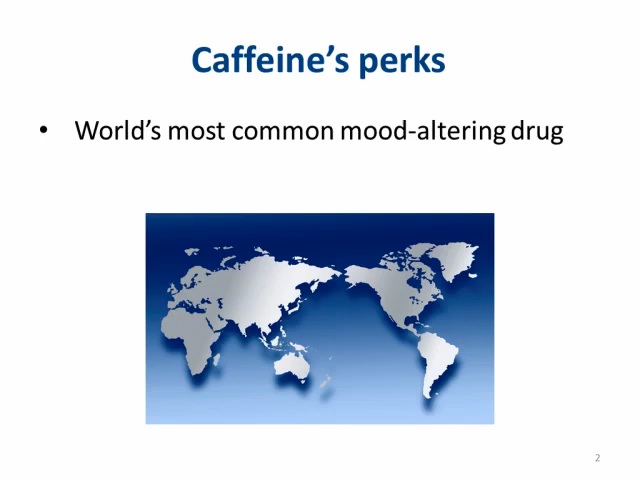 Caffeine’s perks
• World’s most common mood-altering drug
2